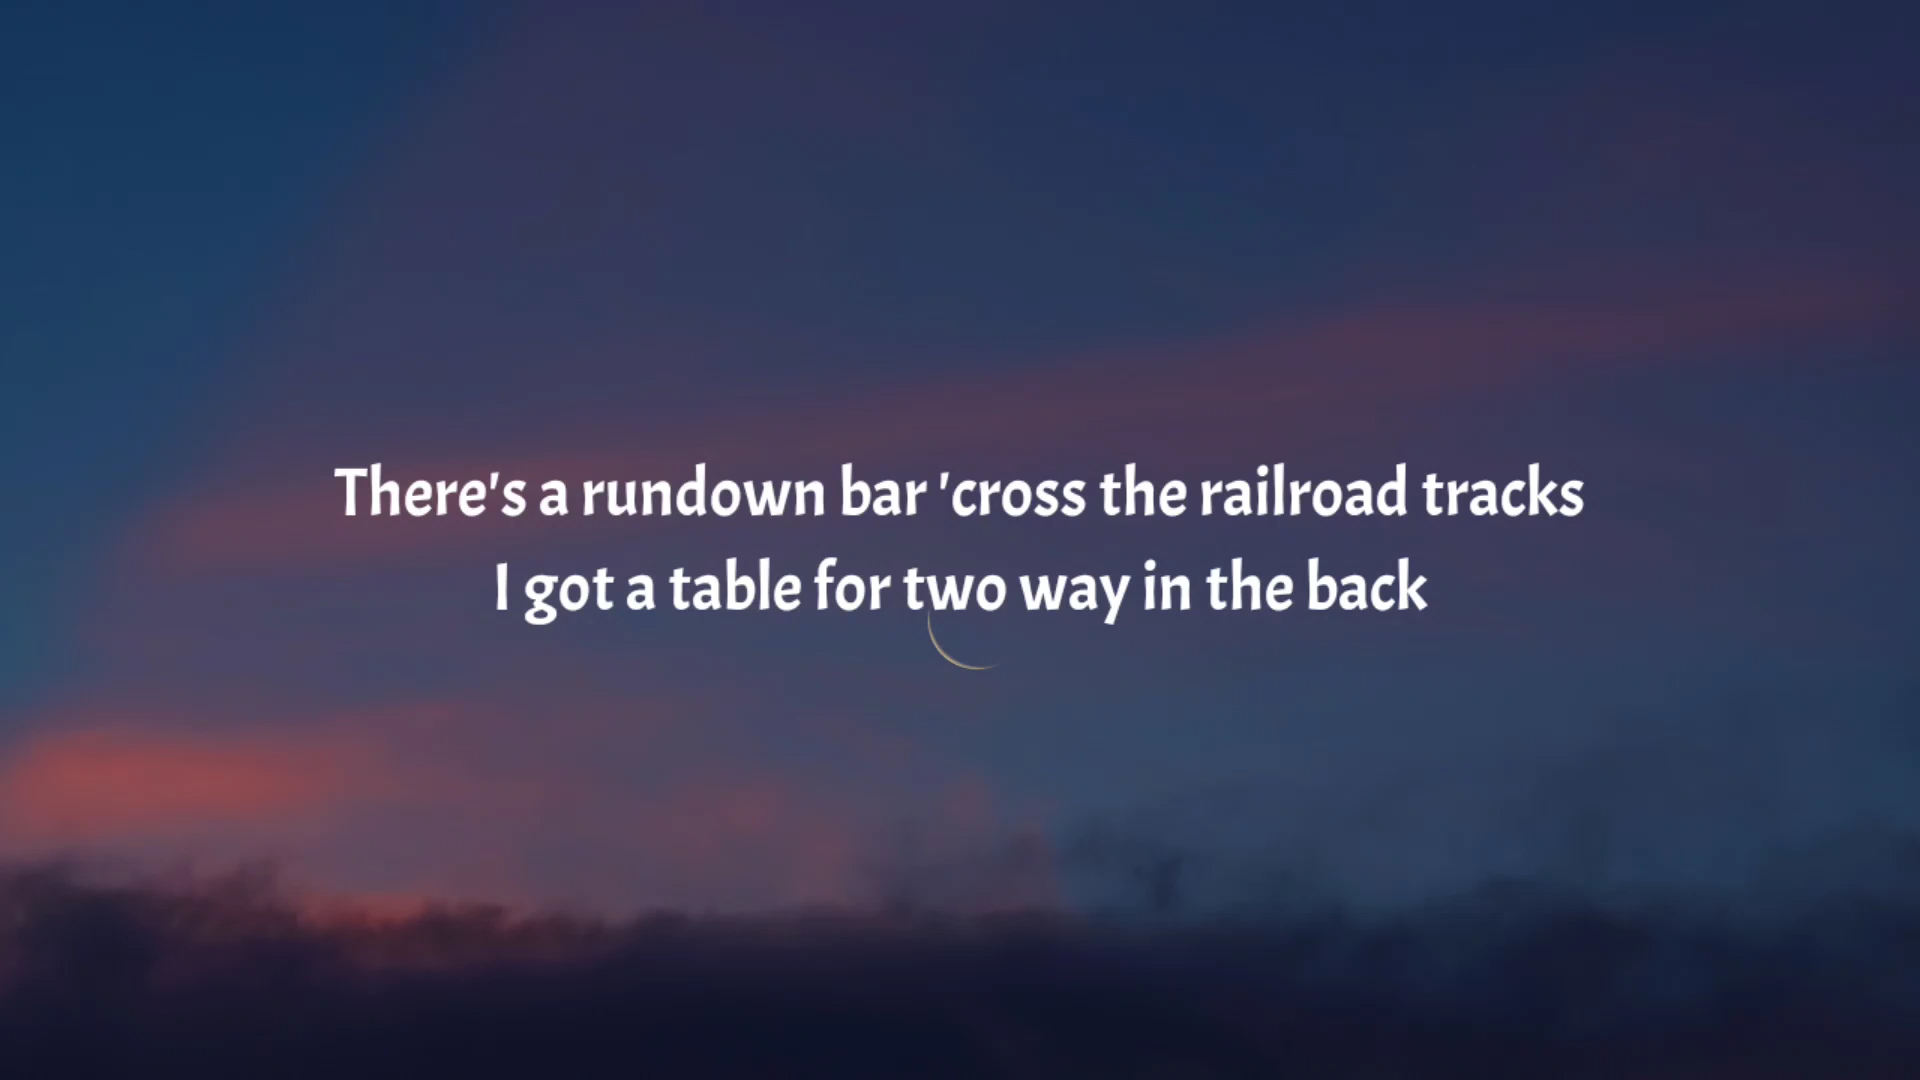 There's a rundown bar 'cross the railroad tracks
I got a table for two way in the back